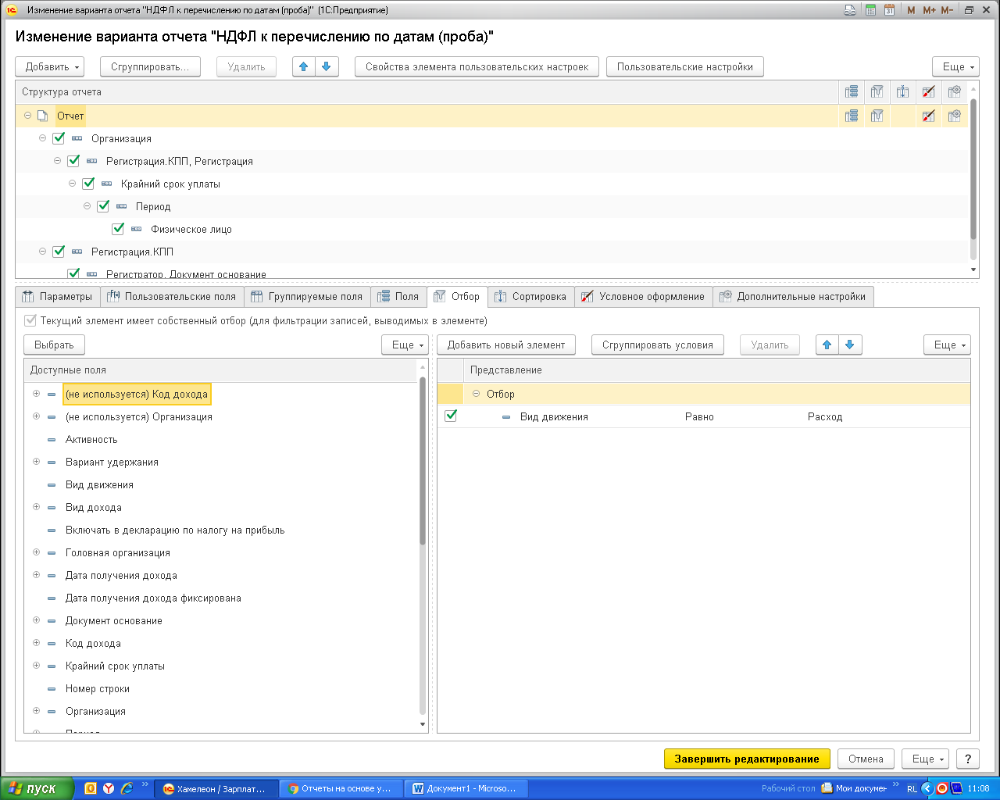 Изменение варианта отчета "НДФЛ к перечислению по датам (проба)" (1С:Предприятие)
31 M M+ M-
Изменение варианта отчета "НДФЛ к перечислению по датам (проба)"
Добавить Сгруппировать... Удалить Свойства элемента пользовательских настроек Пользовательские настройки Еще
Структура отчета
Отчет
Организация
Регистрация.КПП, Регистрация
Крайний срок уплаты
Период
Физическое лицо
Регистрация.КПП
Регистратор, Документ основание
Параметры Пользовательские поля Группируемые поля Поля Отбор Сортировка Условное оформление Дополнительные настройки
Текущий элемент имеет собственный отбор (для фильтрации записей, выводимых в элементе)
Выбрать Еще Добавить новый элемент Сгруппировать условия Удалить Еще
Доступные поля
Представление
(не используется) Код дохода
Отбор
(не используется) Организация
Вид движения Равно Расход
Активность
Вариант удержания
Вид движения
Вид дохода
Включать в декларацию по налогу на прибыль
Головная организация
Дата получения дохода
Дата получения дохода фиксирована
Документ основание
Код дохода
Крайний срок уплаты
Номер строки
Организация
Период
Завершить редактирование Отмена Еще ?
пуск Хамелеон / Зарплат... Отчеты на основе у... Документ1 - Microso... Рабочий стол Мои докумен RL 11:08